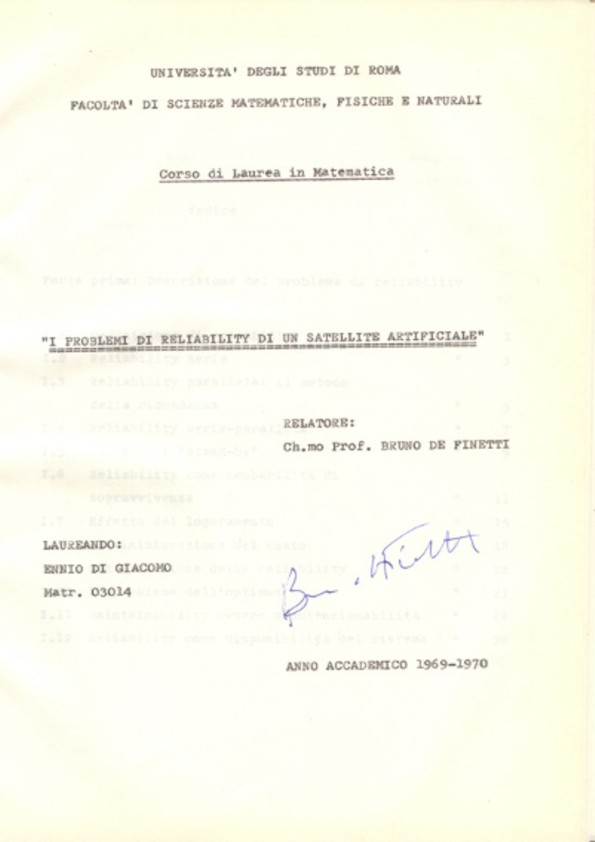 UNIVERSITA' DEGLI STUDI DI ROMA
FACOLTA' DI SCIENZE MATEMATICHE, FISICHE E NATURALI
Corso di Laurea in Matematica
"I PROBLEMI DI RELIABILITY DI UN SATELLITE ARTIFICIALE"
RELATORE:
Ch.mo Prof. BRUNO DE FINETTI
LAUREANDO:
ENNIO DI GIACOMO
Matr. 03014
ANNO ACCADEMICO 1969-1970